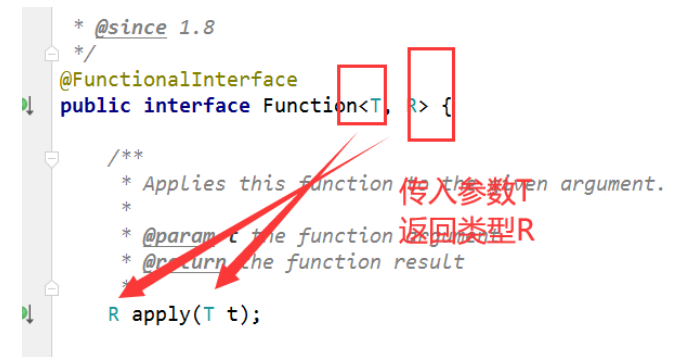 * @since 1.8
*/
@FunctionalInterface
public interface Function<T, R> {
/**
* Applies this function to the given argument.
*
* @param t the function argument
* @return the function result
*
R apply(T t);
传入参数T
返回类型R